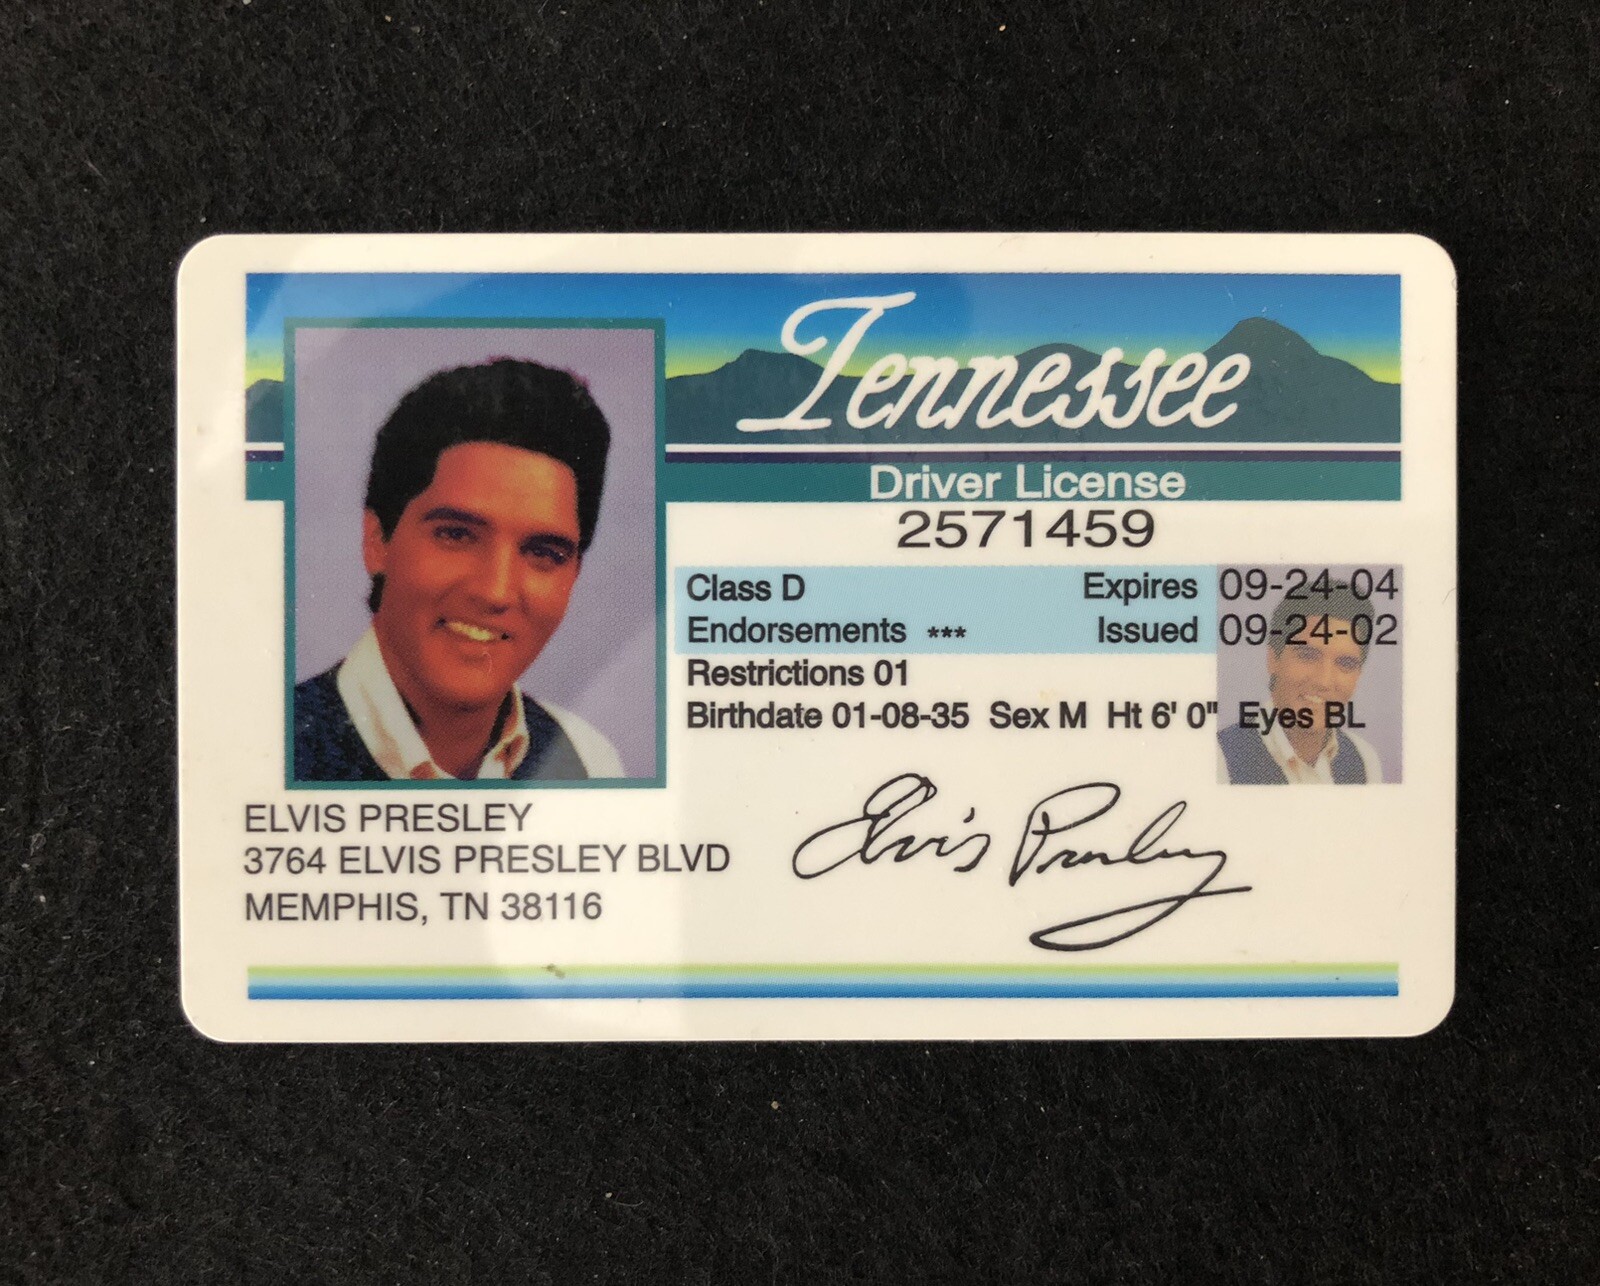 Tennessee
Driver License
2571459
Class D Expires 09-24-04
Endorsements *** Issued 09-24-02
Restrictions 01
Birthdate 01-08-35 Sex M Ht 6' 0" Eyes BL
ELVIS PRESLEY
3764 ELVIS PRESLEY BLVD
MEMPHIS, TN 38116
Elvis Presley